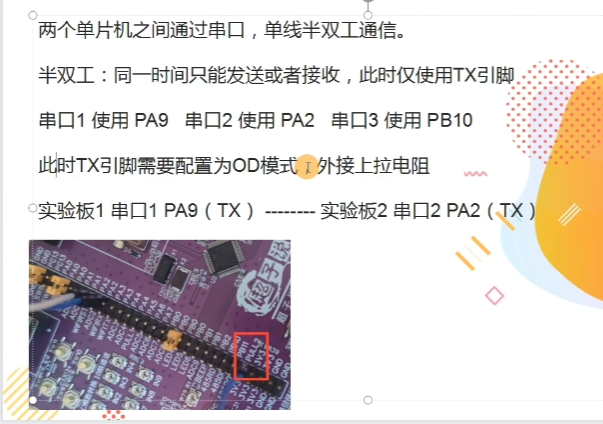 两个单片机之间通过串口，单线半双工通信。
半双工：同一时间只能发送或者接收，此时仅使用TX引脚
串口1 使用 PA9 串口2 使用 PA2 串口3 使用 PB10
此时TX引脚需要配置为OD模式，外接上拉电阻
实验板1 串口1 PA9（TX） -------- 实验板2 串口2 PA2（TX）